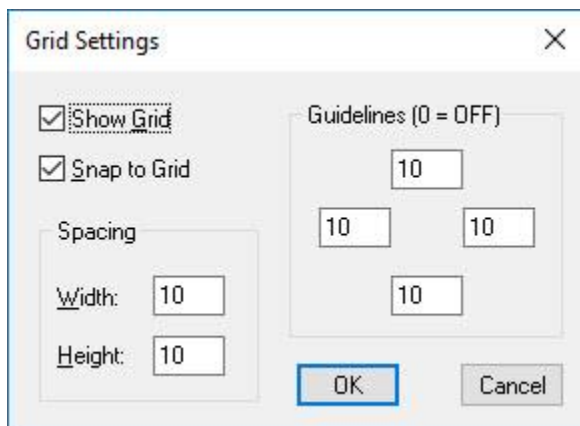 Grid Settings
Show Grid
Snap to Grid
Spacing
Width: 10
Height: 10
Guidelines (0 = OFF)
10
10 10
10
OK Cancel